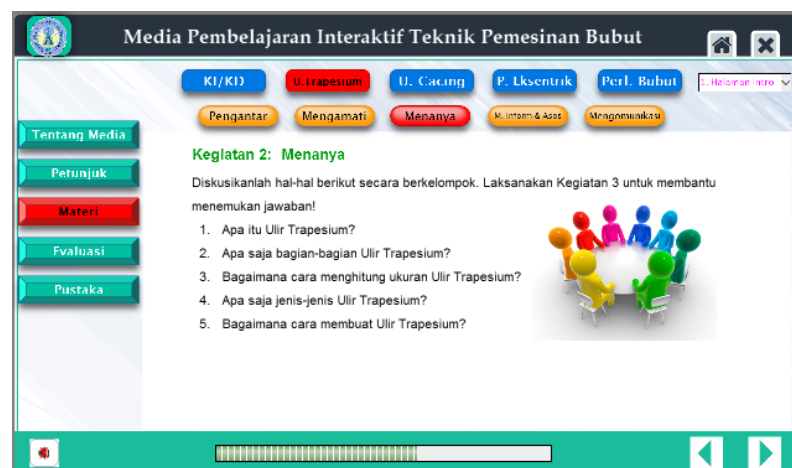 Media Pembelajaran Interaktif Teknik Pemesinan Bubut
KI/KD U.Trapesium U. Cacing P. Eksentrik Perl. Bubut 1. Halaman Intro
Pengantar Mengamati Menanya M. Inform & Asos Mengomunikasi
Tentang Media
Petunjuk
Materi
Evaluasi
Pustaka
Kegiatan 2: Menanya
Diskusikanlah hal-hal berikut secara berkelompok. Laksanakan Kegiatan 3 untuk membantu
menemukan jawaban!
1. Apa itu Ulir Trapesium?
2. Apa saja bagian-bagian Ulir Trapesium?
3. Bagaimana cara menghitung ukuran Ulir Trapesium?
4. Apa saja jenis-jenis Ulir Trapesium?
5. Bagaimana cara membuat Ulir Trapesium?